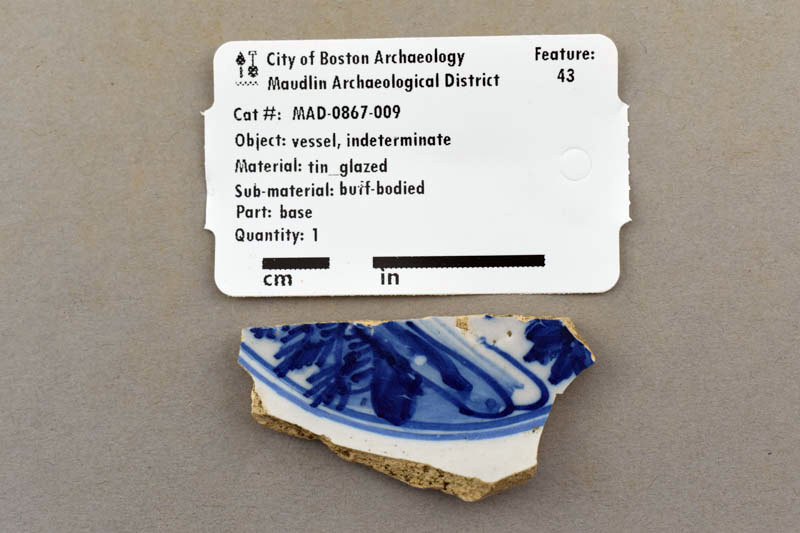 City of Boston Archaeology
Maudlin Archaeological District
Feature:
43
Cat #: MAD-0867-009
Object: vessel, indeterminate
Material: tin_glazed
Sub-material: buff-bodied
Part: base
Quantity: 1
cm in